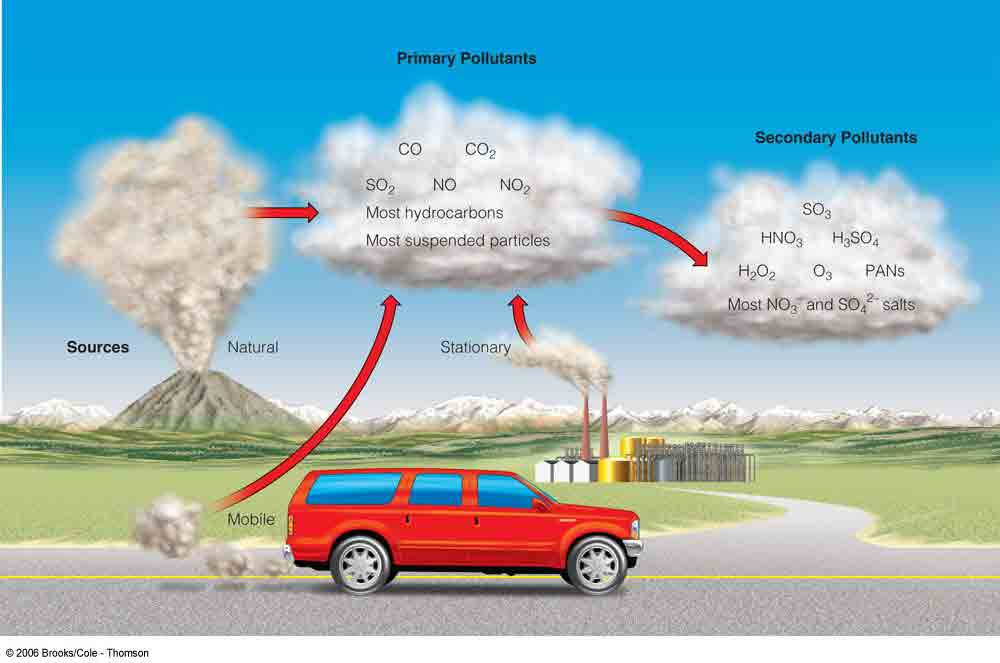 Primary Pollutants
CO CO₂
SO₂ NO NO₂
Most hydrocarbons
Most suspended particles
Secondary Pollutants
SO₃
HNO₃ H₃SO₄
H₂O₂ O₃ PANs
Most NO₃⁻ and SO₄²⁻ salts
Sources Natural
Stationary
Mobile
© 2006 Brooks/Cole - Thomson